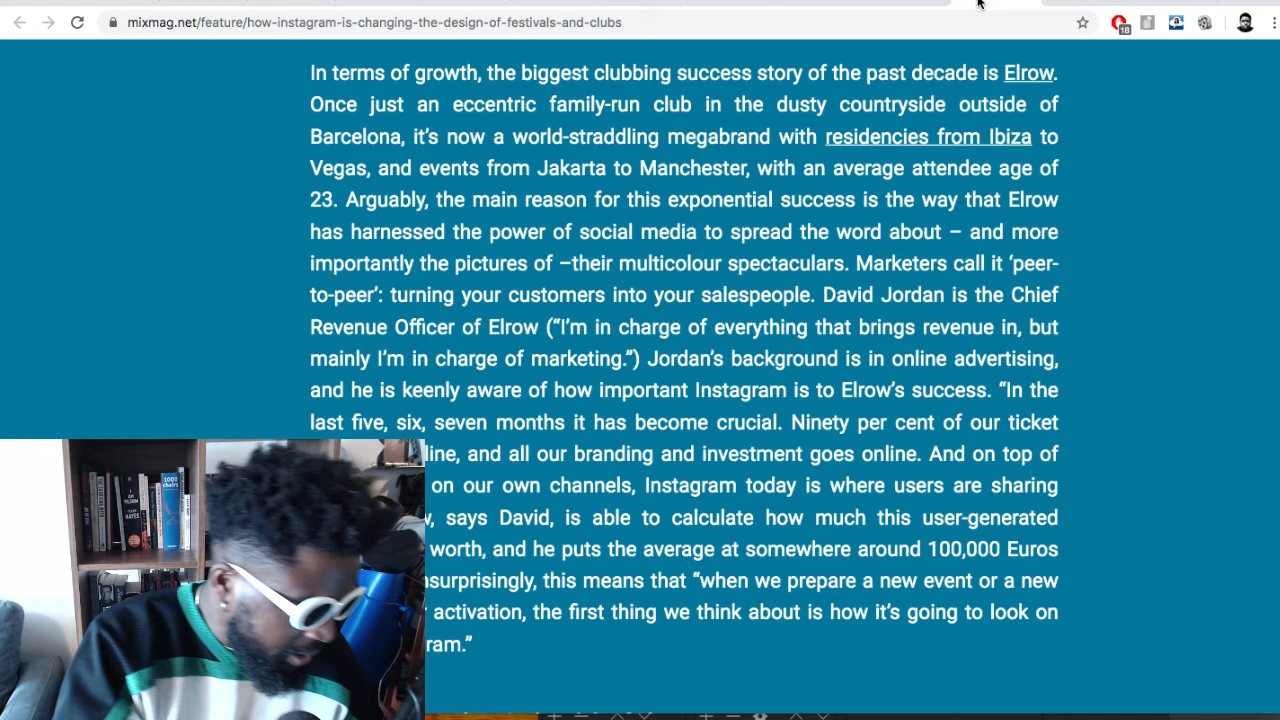 mixmag.net/feature/how-instagram-is-changing-the-design-of-festivals-and-clubs
18
In terms of growth, the biggest clubbing success story of the past decade is Elrow.
Once just an eccentric family-run club in the dusty countryside outside of
Barcelona, it’s now a world-straddling megabrand with residencies from Ibiza to
Vegas, and events from Jakarta to Manchester, with an average attendee age of
23. Arguably, the main reason for this exponential success is the way that Elrow
has harnessed the power of social media to spread the word about – and more
importantly the pictures of –their multicolour spectaculars. Marketers call it ‘peer-
to-peer’: turning your customers into your salespeople. David Jordan is the Chief
Revenue Officer of Elrow (“I’m in charge of everything that brings revenue in, but
mainly I’m in charge of marketing.”) Jordan’s background is in online advertising,
and he is keenly aware of how important Instagram is to Elrow’s success. “In the
last five, six, seven months it has become crucial. Ninety per cent of our ticket
line, and all our branding and investment goes online. And on top of
on our own channels, Instagram today is where users are sharing
says David, is able to calculate how much this user-generated
worth, and he puts the average at somewhere around 100,000 Euros
nsurprisingly, this means that “when we prepare a new event or a new
activation, the first thing we think about is how it’s going to look on
ram.”
I AM
PILGRIM
TERRY
HAYES
1000
chairs